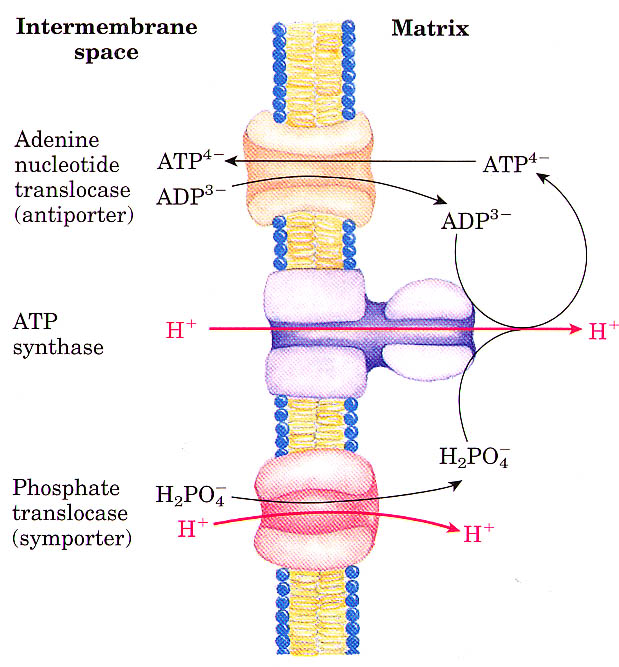 Intermembrane
space
Matrix
Adenine
nucleotide
translocase
(antiporter)
ATP⁴⁻
ATP⁴⁻
ADP³⁻
ADP³⁻
ATP
synthase
H⁺
H⁺
H₂PO₄⁻
Phosphate
translocase
(symporter)
H₂PO₄⁻
H⁺
H⁺